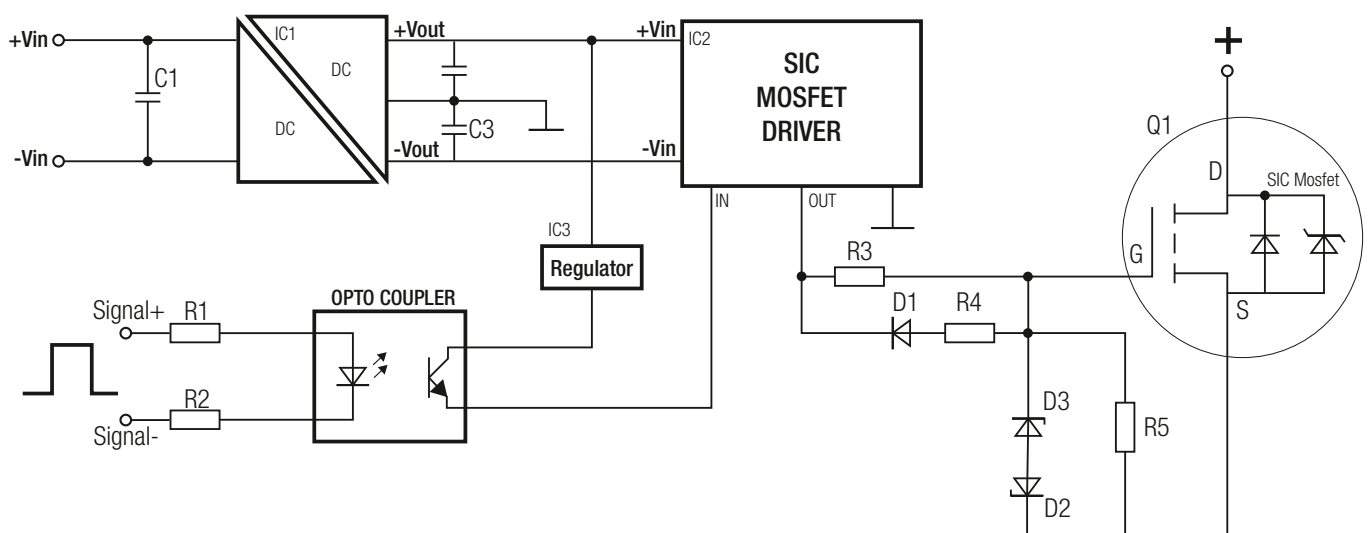 +Vin
C1
-Vin
IC1
DC
DC
+Vout
C3
-Vout
+Vin
IC2
-Vin
SIC
MOSFET
DRIVER
IN
OUT
IC3
Regulator
OPTO COUPLER
Signal+
R1
R2
Signal-
R3
D1
R4
D3
D2
R5
+
Q1
D
SIC Mosfet
G
S